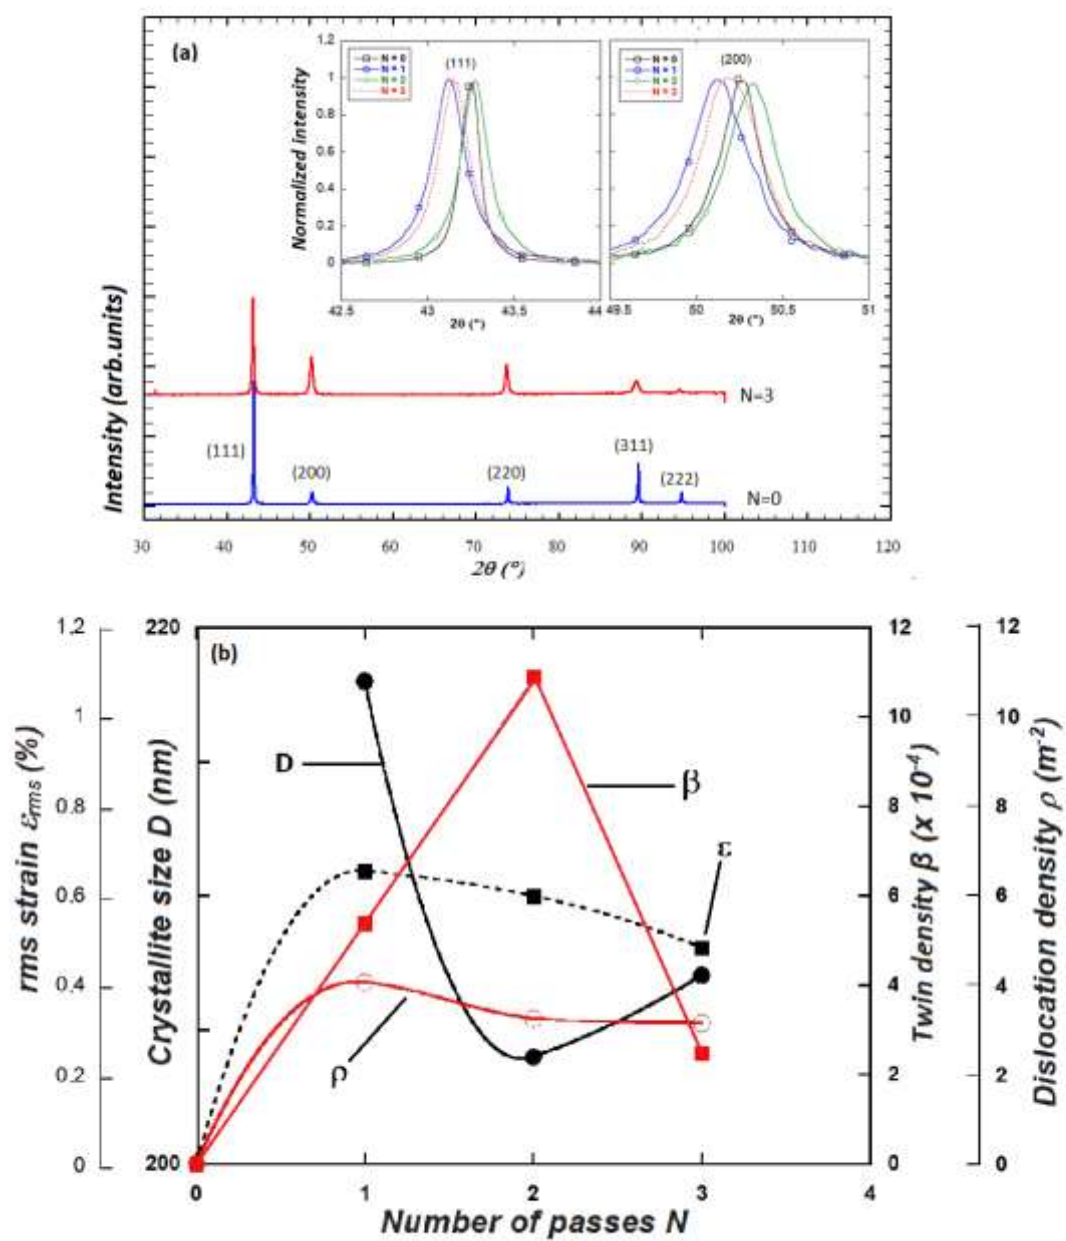 (a)
Normalized intensity
1,2
1
0.8
0.6
0.4
0.2
0
N = 0
N = 1
N = 2
N = 3
(111)
42.5
43
43.5
44
2θ (°)
N = 0
N = 1
N = 2
N = 3
(200)
49.5
50
50.5
51
2θ (°)
Intensity (arb.units)
N=3
(111)
(200)
(220)
(311)
(222)
N=0
30
40
50
60
70
80
90
100
110
120
2θ (°)
(b)
rms strain εrms (%)
1,2
1
0.8
0.6
0.4
0.2
0
Crystallite size D (nm)
220
200
D
β
ε
ρ
Twin density β (x 10-4)
12
10
8
6
4
2
0
Dislocation density ρ (m-2)
12
10
8
6
4
2
0
0
1
2
3
4
Number of passes N